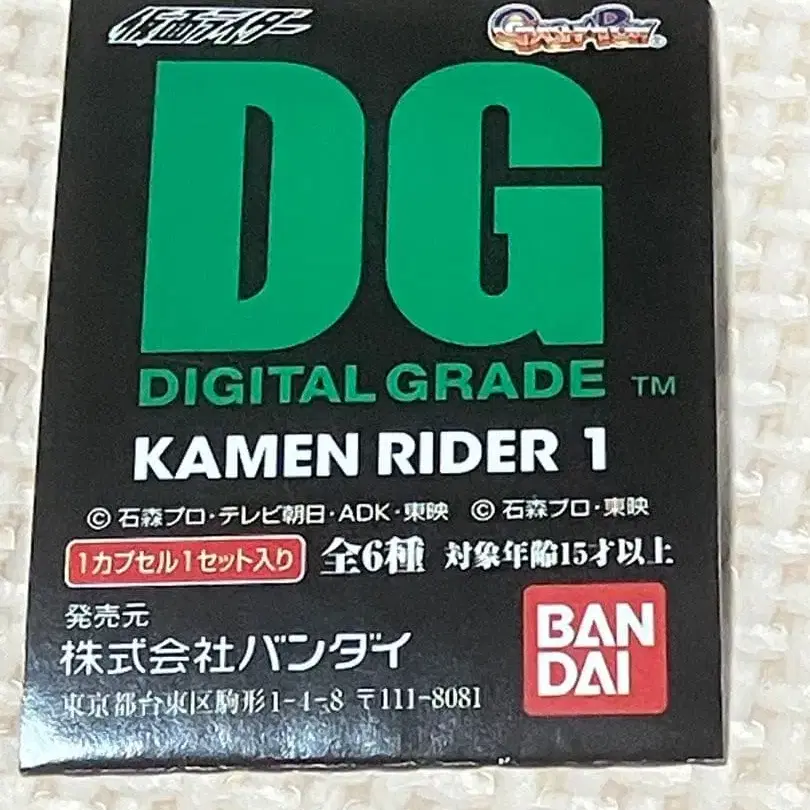 仮面ライダー
GASHAPON®
DG
DIGITAL GRADE TM
KAMEN RIDER 1
© 石森プロ・テレビ朝日・ADK・東映 © 石森プロ・東映
1カプセル1セット入り 全6種 対象年齢15才以上
発売元
株式会社バンダイ
東京都台東区駒形1-4-8 〒111-8081
BAN
DAI